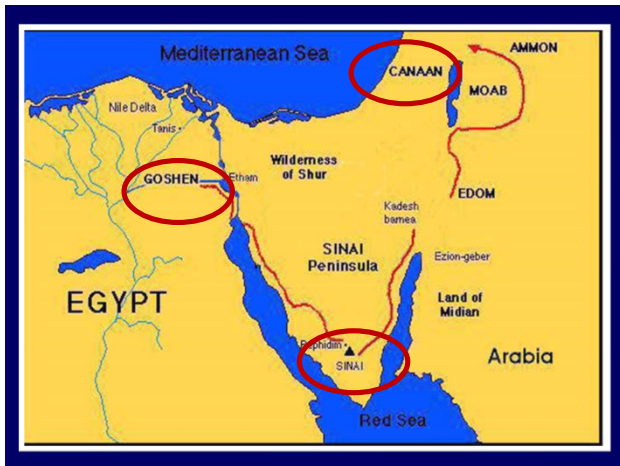 Mediterranean Sea
AMMON
CANAAN
MOAB
Nile Delta
Tanis
Wilderness
of Shur
GOSHEN
Etham
EDOM
Kadesh
barnea
SINAI
Peninsula
Ezion-geber
EGYPT
Land of
Midian
Rephidim
SINAI
Arabia
Red Sea